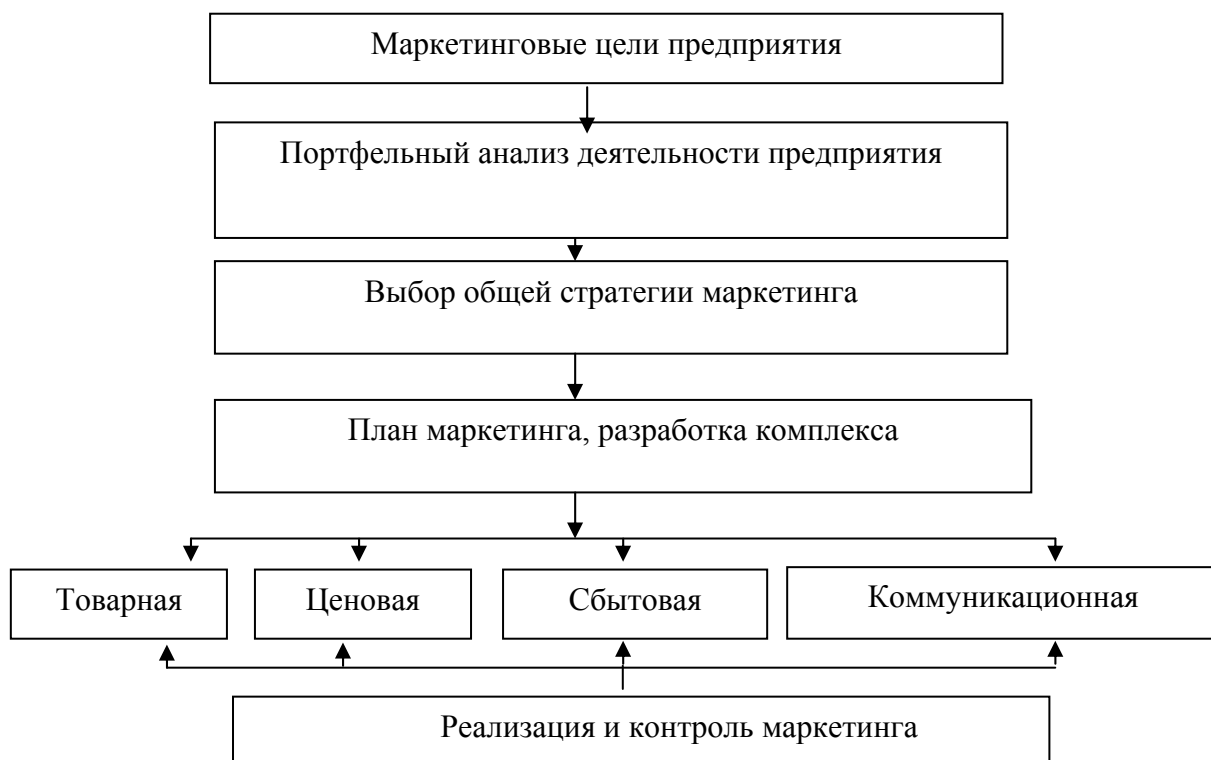 Маркетинговые цели предприятия
Портфельный анализ деятельности предприятия
Выбор общей стратегии маркетинга
План маркетинга, разработка комплекса
Товарная
Ценовая
Сбытовая
Коммуникационная
Реализация и контроль маркетинга